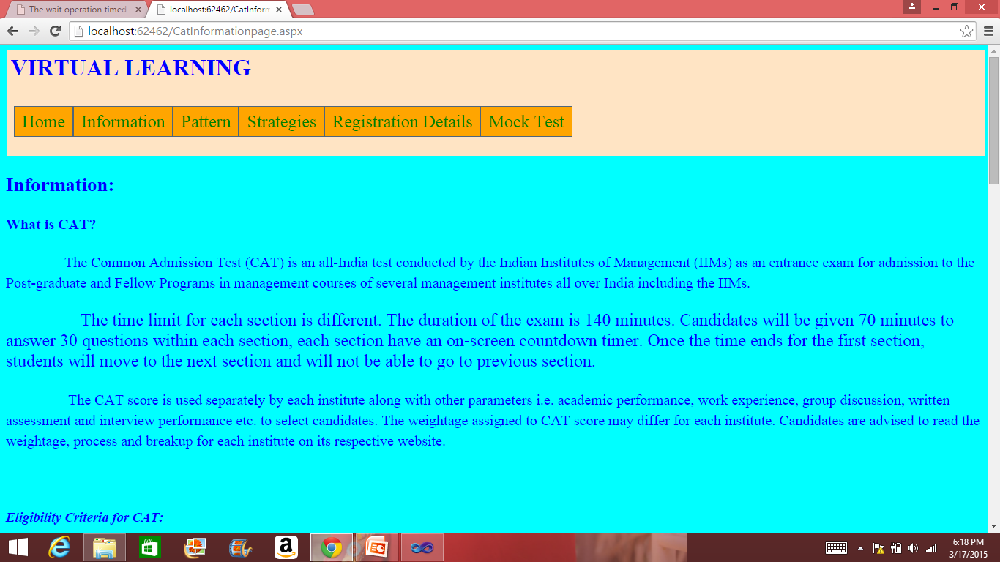 The wait operation timed
localhost:62462/CatInform
localhost:62462/CatInformationpage.aspx
VIRTUAL LEARNING
Home Information Pattern Strategies Registration Details Mock Test
Information:
What is CAT?
The Common Admission Test (CAT) is an all-India test conducted by the Indian Institutes of Management (IIMs) as an entrance exam for admission to the
Post-graduate and Fellow Programs in management courses of several management institutes all over India including the IIMs.
The time limit for each section is different. The duration of the exam is 140 minutes. Candidates will be given 70 minutes to
answer 30 questions within each section, each section have an on-screen countdown timer. Once the time ends for the first section,
students will move to the next section and will not be able to go to previous section.
The CAT score is used separately by each institute along with other parameters i.e. academic performance, work experience, group discussion, written
assessment and interview performance etc. to select candidates. The weightage assigned to CAT score may differ for each institute. Candidates are advised to read the
weightage, process and breakup for each institute on its respective website.
Eligibility Criteria for CAT:
6:18 PM
3/17/2015